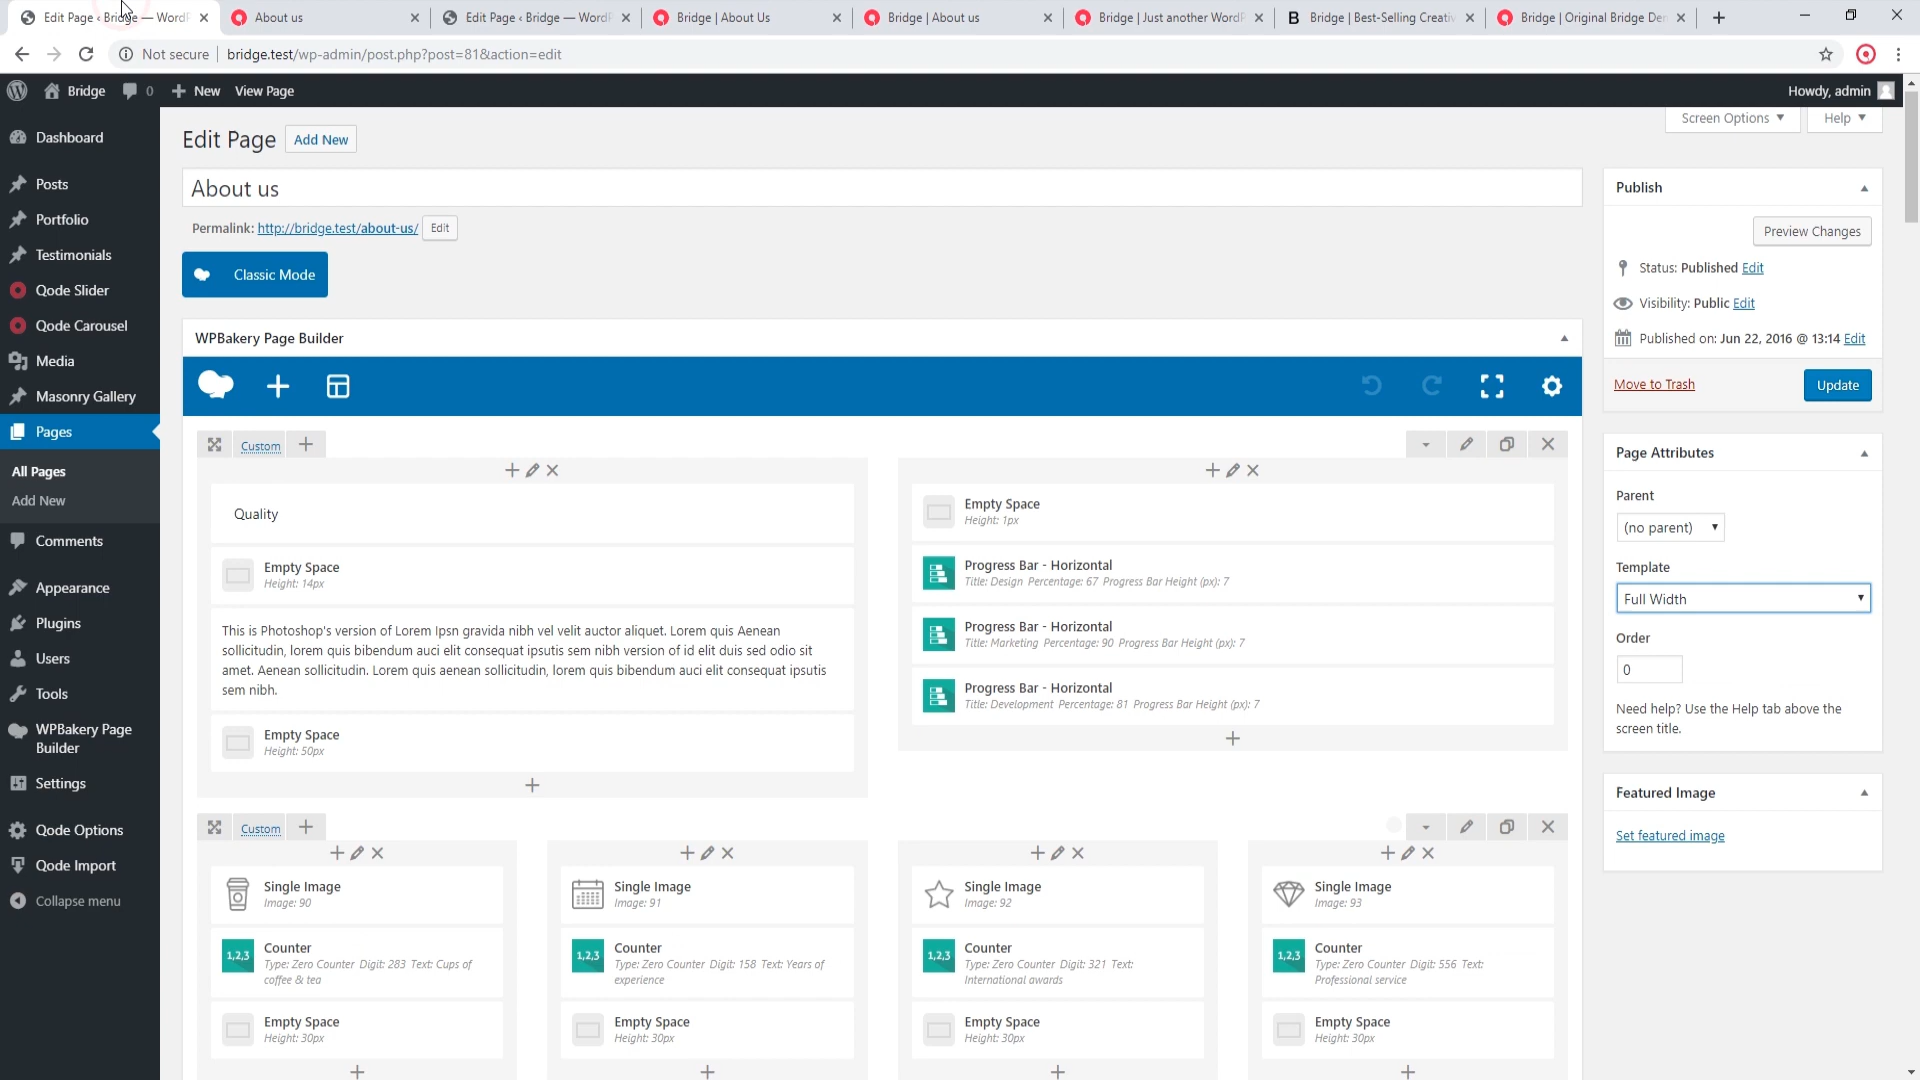 Edit Page ‹ Bridge — WordP
About us
Edit Page ‹ Bridge — WordP
Bridge | About Us
Bridge | About us
Bridge | Just another WordP
B Bridge | Best-Selling Creativ
Bridge | Original Bridge Der
Not secure bridge.test/wp-admin/post.php?post=81&action=edit
Bridge 0 New View Page
Howdy, admin
Dashboard
Posts
Portfolio
Testimonials
Qode Slider
Qode Carousel
Media
Masonry Gallery
Pages
All Pages
Add New
Comments
Appearance
Plugins
Users
Tools
WPBakery Page
Builder
Settings
Qode Options
Qode Import
Collapse menu
Screen Options
Help
Edit Page Add New
About us
Permalink: http://bridge.test/about-us/ Edit
Classic Mode
WPBakery Page Builder
Custom
Quality
Empty Space
Height: 14px
This is Photoshop's version of Lorem Ipsn gravida nibh vel velit auctor aliquet. Lorem quis Aenean
sollicitudin, lorem quis bibendum auci elit consequat ipsutis sem nibh version of id elit duis sed odio sit
amet. Aenean sollicitudin. Lorem quis aenean sollicitudin, lorem quis bibendum auci elit consequat ipsutis
sem nibh.
Empty Space
Height: 50px
Empty Space
Height: 1px
Progress Bar - Horizontal
Title: Design Percentage: 67 Progress Bar Height (px): 7
Progress Bar - Horizontal
Title: Marketing Percentage: 90 Progress Bar Height (px): 7
Progress Bar - Horizontal
Title: Development Percentage: 81 Progress Bar Height (px): 7
Custom
Single Image
Image: 90
1,2,3
Counter
Type: Zero Counter Digit: 283 Text: Cups of
coffee & tea
Empty Space
Height: 30px
Single Image
Image: 91
1,2,3
Counter
Type: Zero Counter Digit: 158 Text: Years of
experience
Empty Space
Height: 30px
Single Image
Image: 92
1,2,3
Counter
Type: Zero Counter Digit: 321 Text:
International awards
Empty Space
Height: 30px
Single Image
Image: 93
1,2,3
Counter
Type: Zero Counter Digit: 556 Text:
Professional service
Empty Space
Height: 30px
Publish
Preview Changes
Status: Published Edit
Visibility: Public Edit
Published on: Jun 22, 2016 @ 13:14 Edit
Move to Trash
Update
Page Attributes
Parent
(no parent)
Template
Full Width
Order
0
Need help? Use the Help tab above the
screen title.
Featured Image
Set featured image